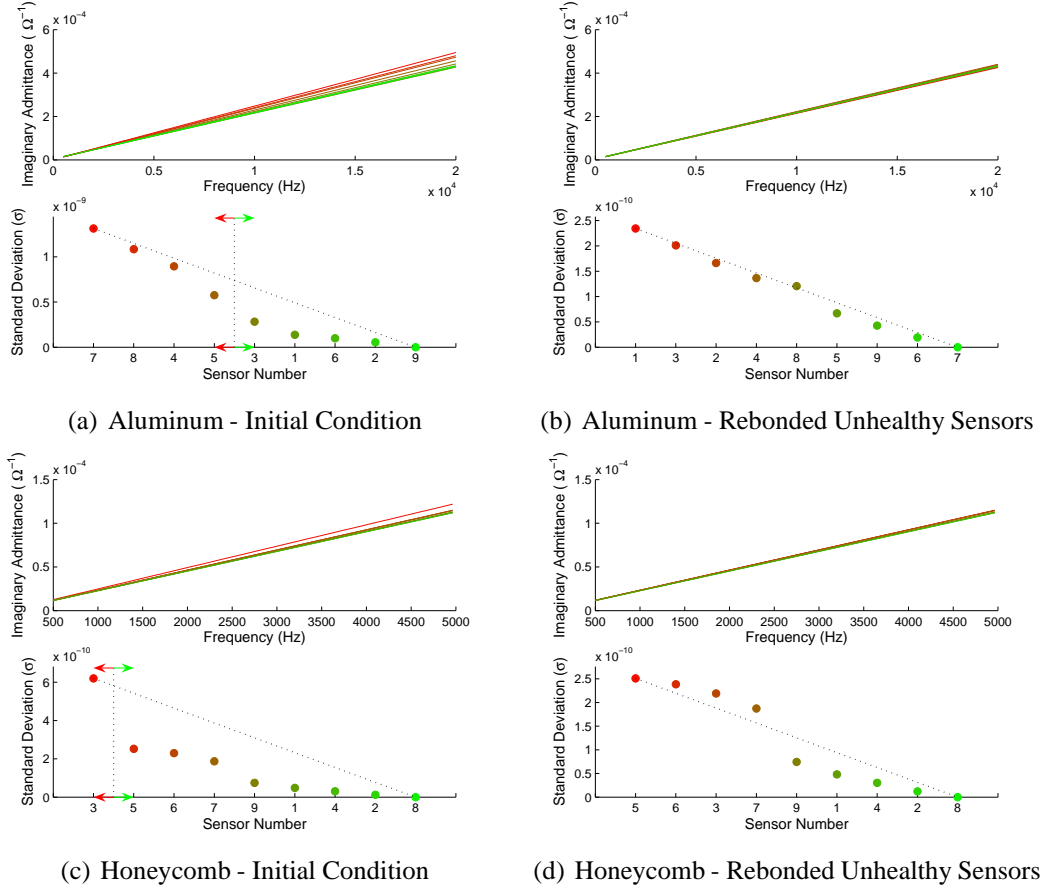 x 10⁻⁴
Imaginary Admittance ( Ω⁻¹)
6
4
2
0
0 0.5 1 1.5 2
Frequency (Hz)
x 10⁴
x 10⁻⁹
Standard Deviation (σ)
1
0.5
0
7 8 4 5 3 1 6 2 9
Sensor Number
(a) Aluminum - Initial Condition
x 10⁻⁴
Imaginary Admittance ( Ω⁻¹)
6
4
2
0
0 0.5 1 1.5 2
Frequency (Hz)
x 10⁴
x 10⁻¹⁰
Standard Deviation (σ)
2.5
2
1.5
1
0.5
0
1 3 2 4 8 5 9 6 7
Sensor Number
(b) Aluminum - Rebonded Unhealthy Sensors
x 10⁻⁴
Imaginary Admittance ( Ω⁻¹)
1.5
1
0.5
0
500 1000 1500 2000 2500 3000 3500 4000 4500 5000
Frequency (Hz)
x 10⁻¹⁰
Standard Deviation (σ)
6
4
2
0
3 5 6 7 9 1 4 2 8
Sensor Number
(c) Honeycomb - Initial Condition
x 10⁻⁴
Imaginary Admittance ( Ω⁻¹)
1.5
1
0.5
0
500 1000 1500 2000 2500 3000 3500 4000 4500 5000
Frequency (Hz)
x 10⁻¹⁰
Standard Deviation (σ)
2.5
2
1.5
1
0.5
0
5 6 3 7 9 1 4 2 8
Sensor Number
(d) Honeycomb - Rebonded Unhealthy Sensors